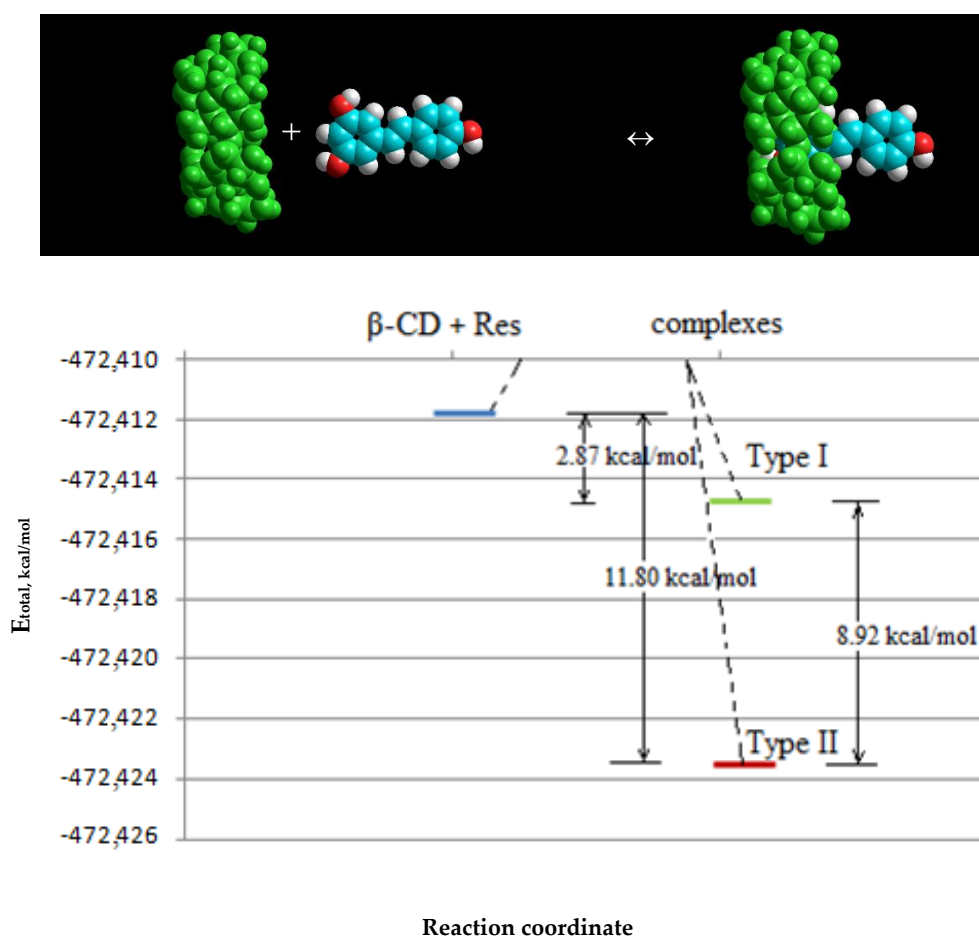 + ↔
β-CD + Res complexes
-472,410
-472,412
2.87 kcal/mol Type I
-472,414
-472,416
11.80 kcal/mol
-472,418
8.92 kcal/mol
-472,420
-472,422
Type II
-472,424
-472,426
Etotal, kcal/mol
Reaction coordinate